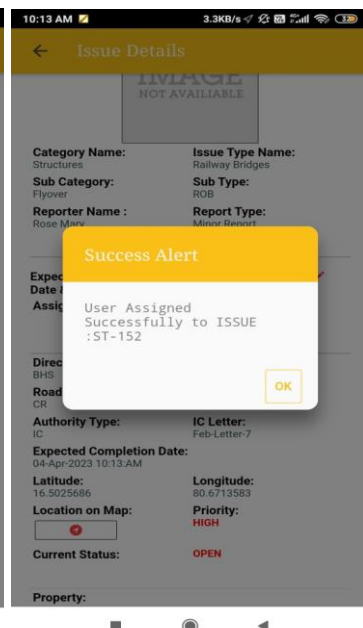 10:13 AM 3.3KB/s 32
Issue Details
IMAGE
NOT AVAILIABLE
Category Name: Issue Type Name:
Structures Railway Bridges
Sub Category: Sub Type:
Flyover ROB
Reporter Name : Report Type:
Rose Mary Minor Report
Success Alert
Expec
Date &
Assig
User Assigned
Successfully to ISSUE
:ST-152
OK
Direc
BHS
Road
CR
Authority Type: IC Letter:
IC Feb-Letter-7
Expected Completion Date:
04-Apr-2023 10:13:AM
Latitude: Longitude:
16.5025686 80.6713583
Location on Map: Priority:
HIGH
Current Status: OPEN
Property: